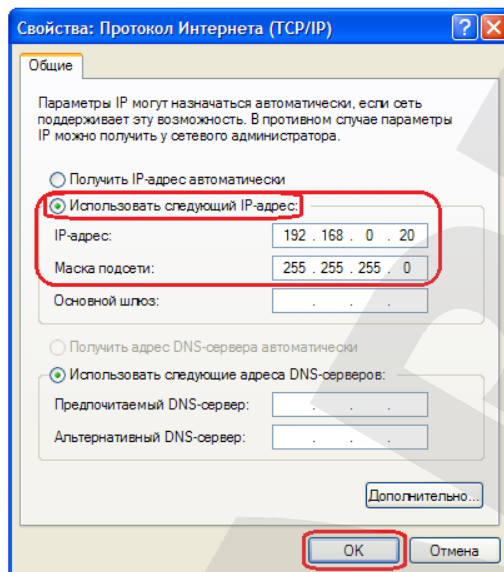 Свойства: Протокол Интернета (TCP/IP)
Общие
Параметры IP могут назначаться автоматически, если сеть
поддерживает эту возможность. В противном случае параметры
IP можно получить у сетевого администратора.
Получить IP-адрес автоматически
Использовать следующий IP-адрес:
IP-адрес: 192 . 168 . 0 . 20
Маска подсети: 255 . 255 . 255 . 0
Основной шлюз: . . .
Получить адрес DNS-сервера автоматически
Использовать следующие адреса DNS-серверов:
Предпочитаемый DNS-сервер: . . .
Альтернативный DNS-сервер: . . .
Дополнительно...
OK Отмена